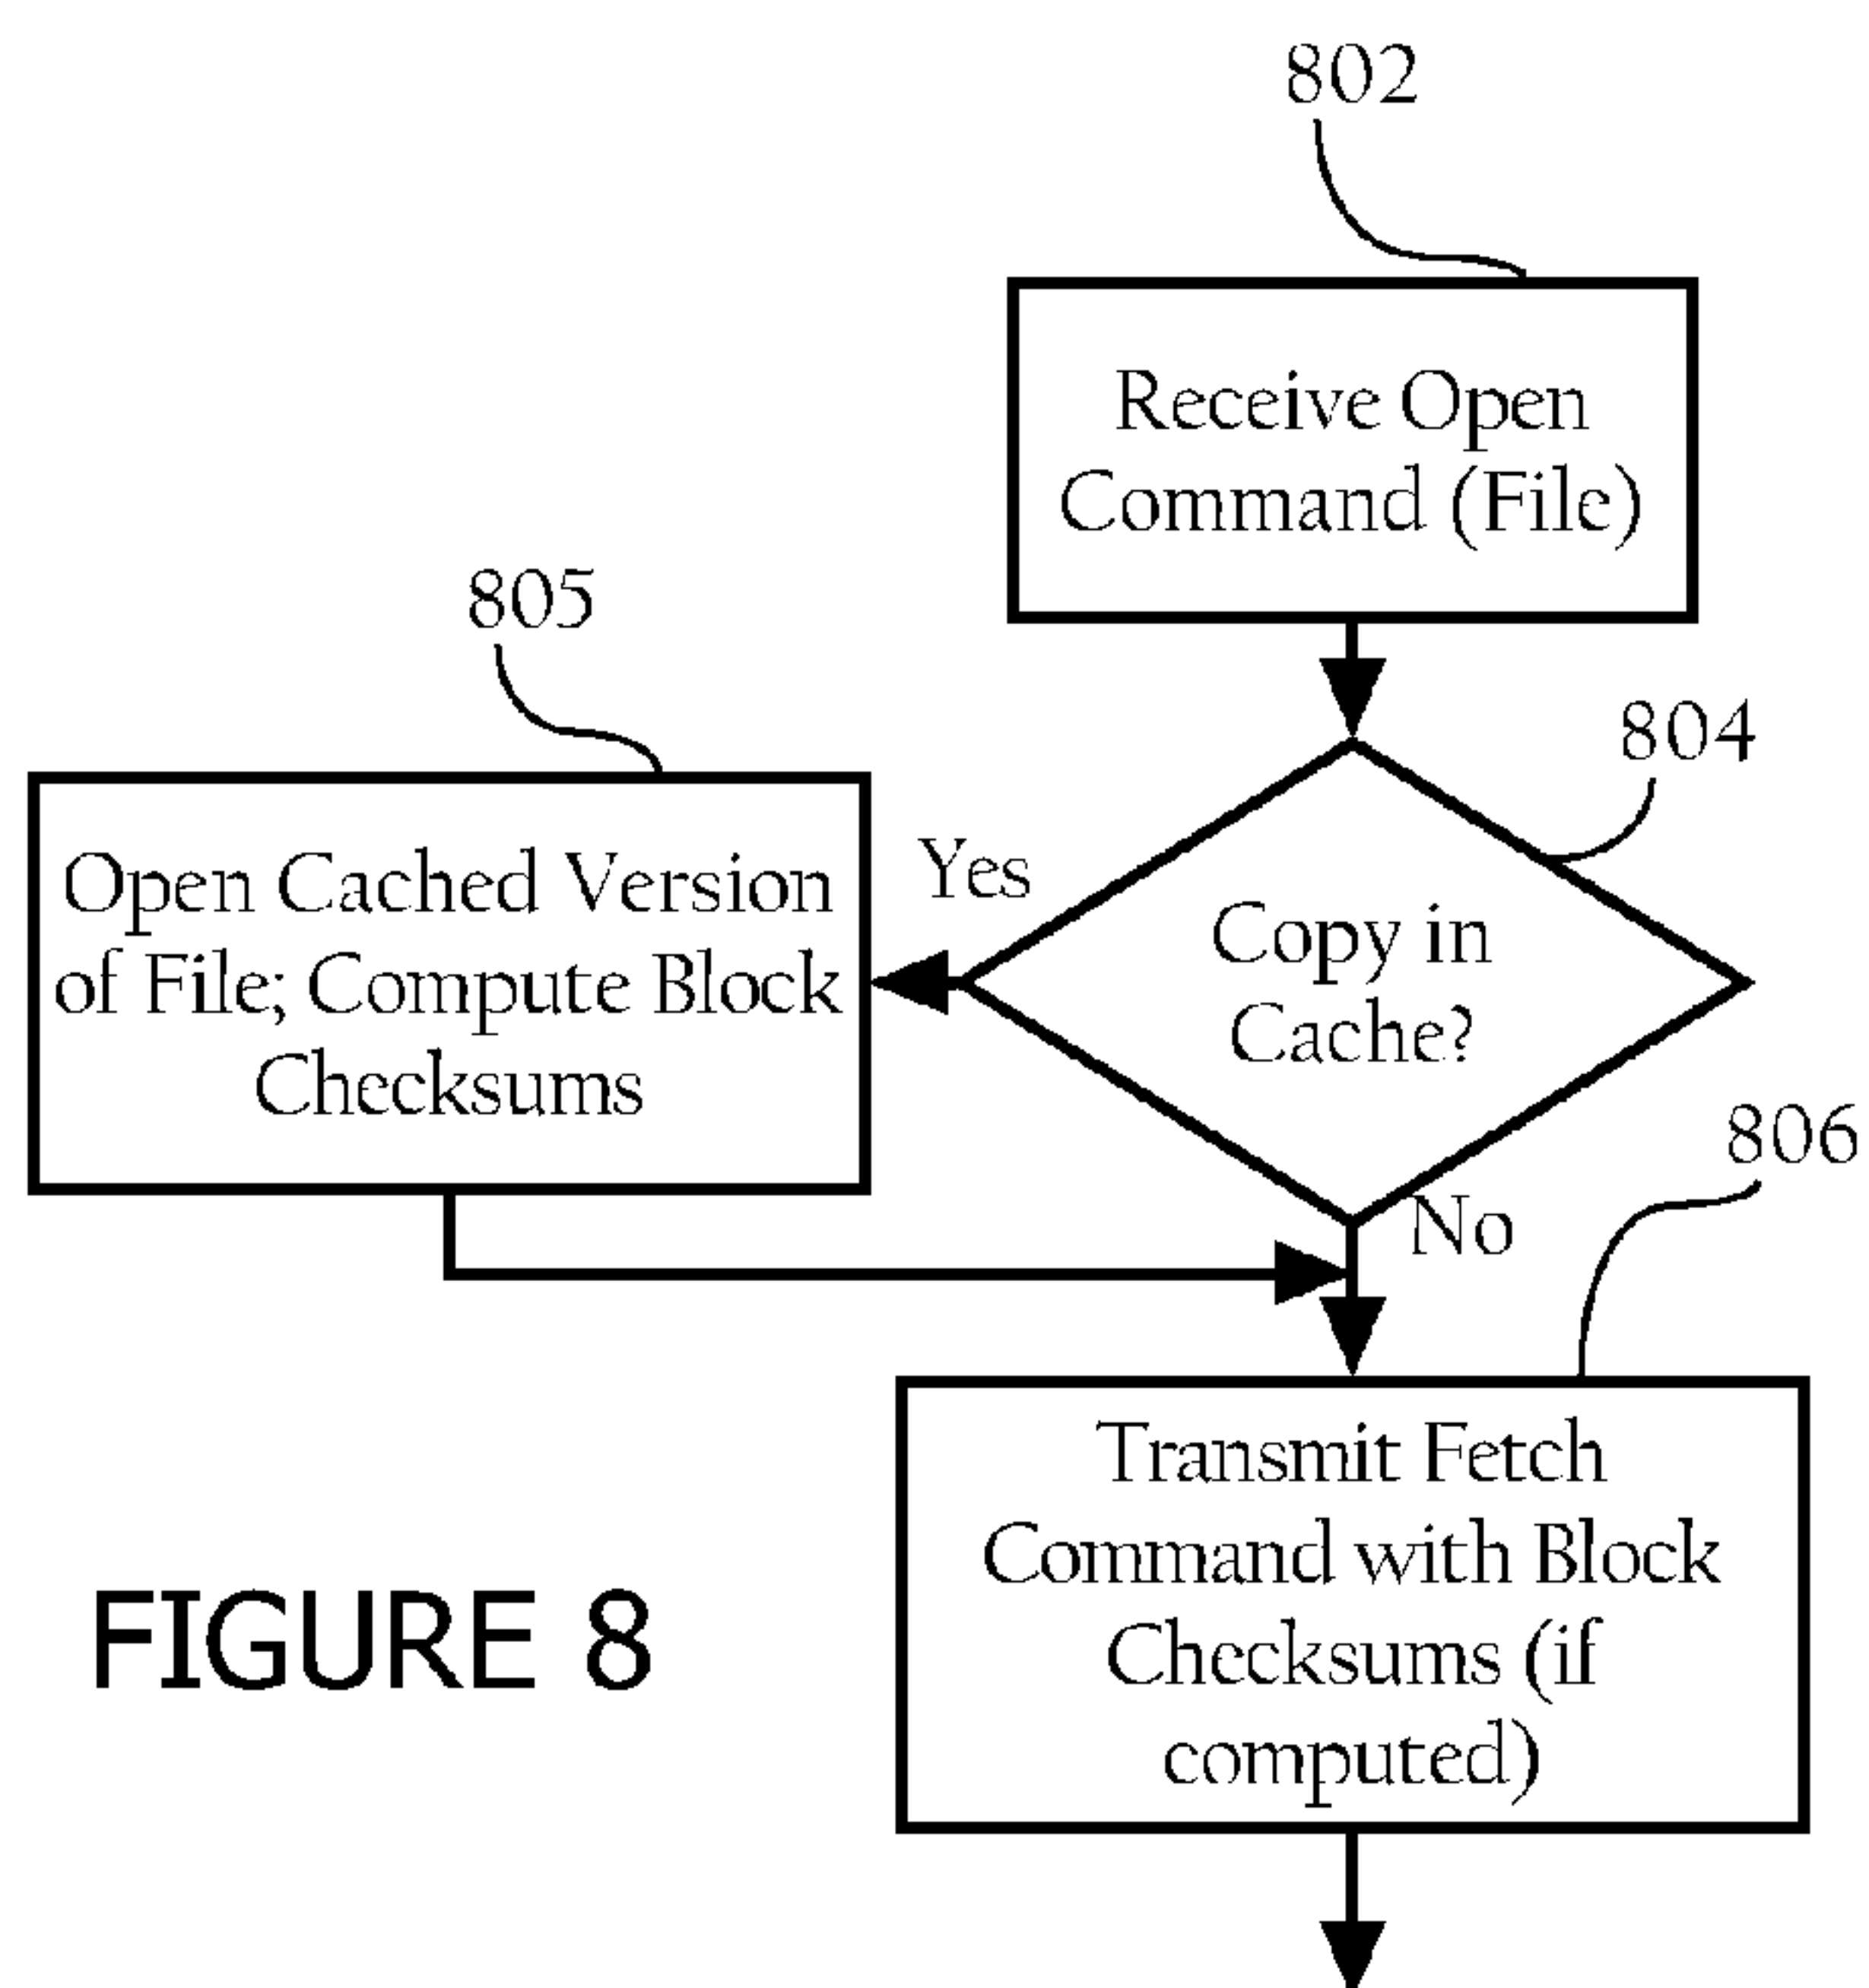 802
Receive Open
Command (File)
805
804
Open Cached Version
of File; Compute Block
Checksums
Yes
Copy in
Cache?
806
No
Transmit Fetch
Command with Block
Checksums (if
computed)
FIGURE 8